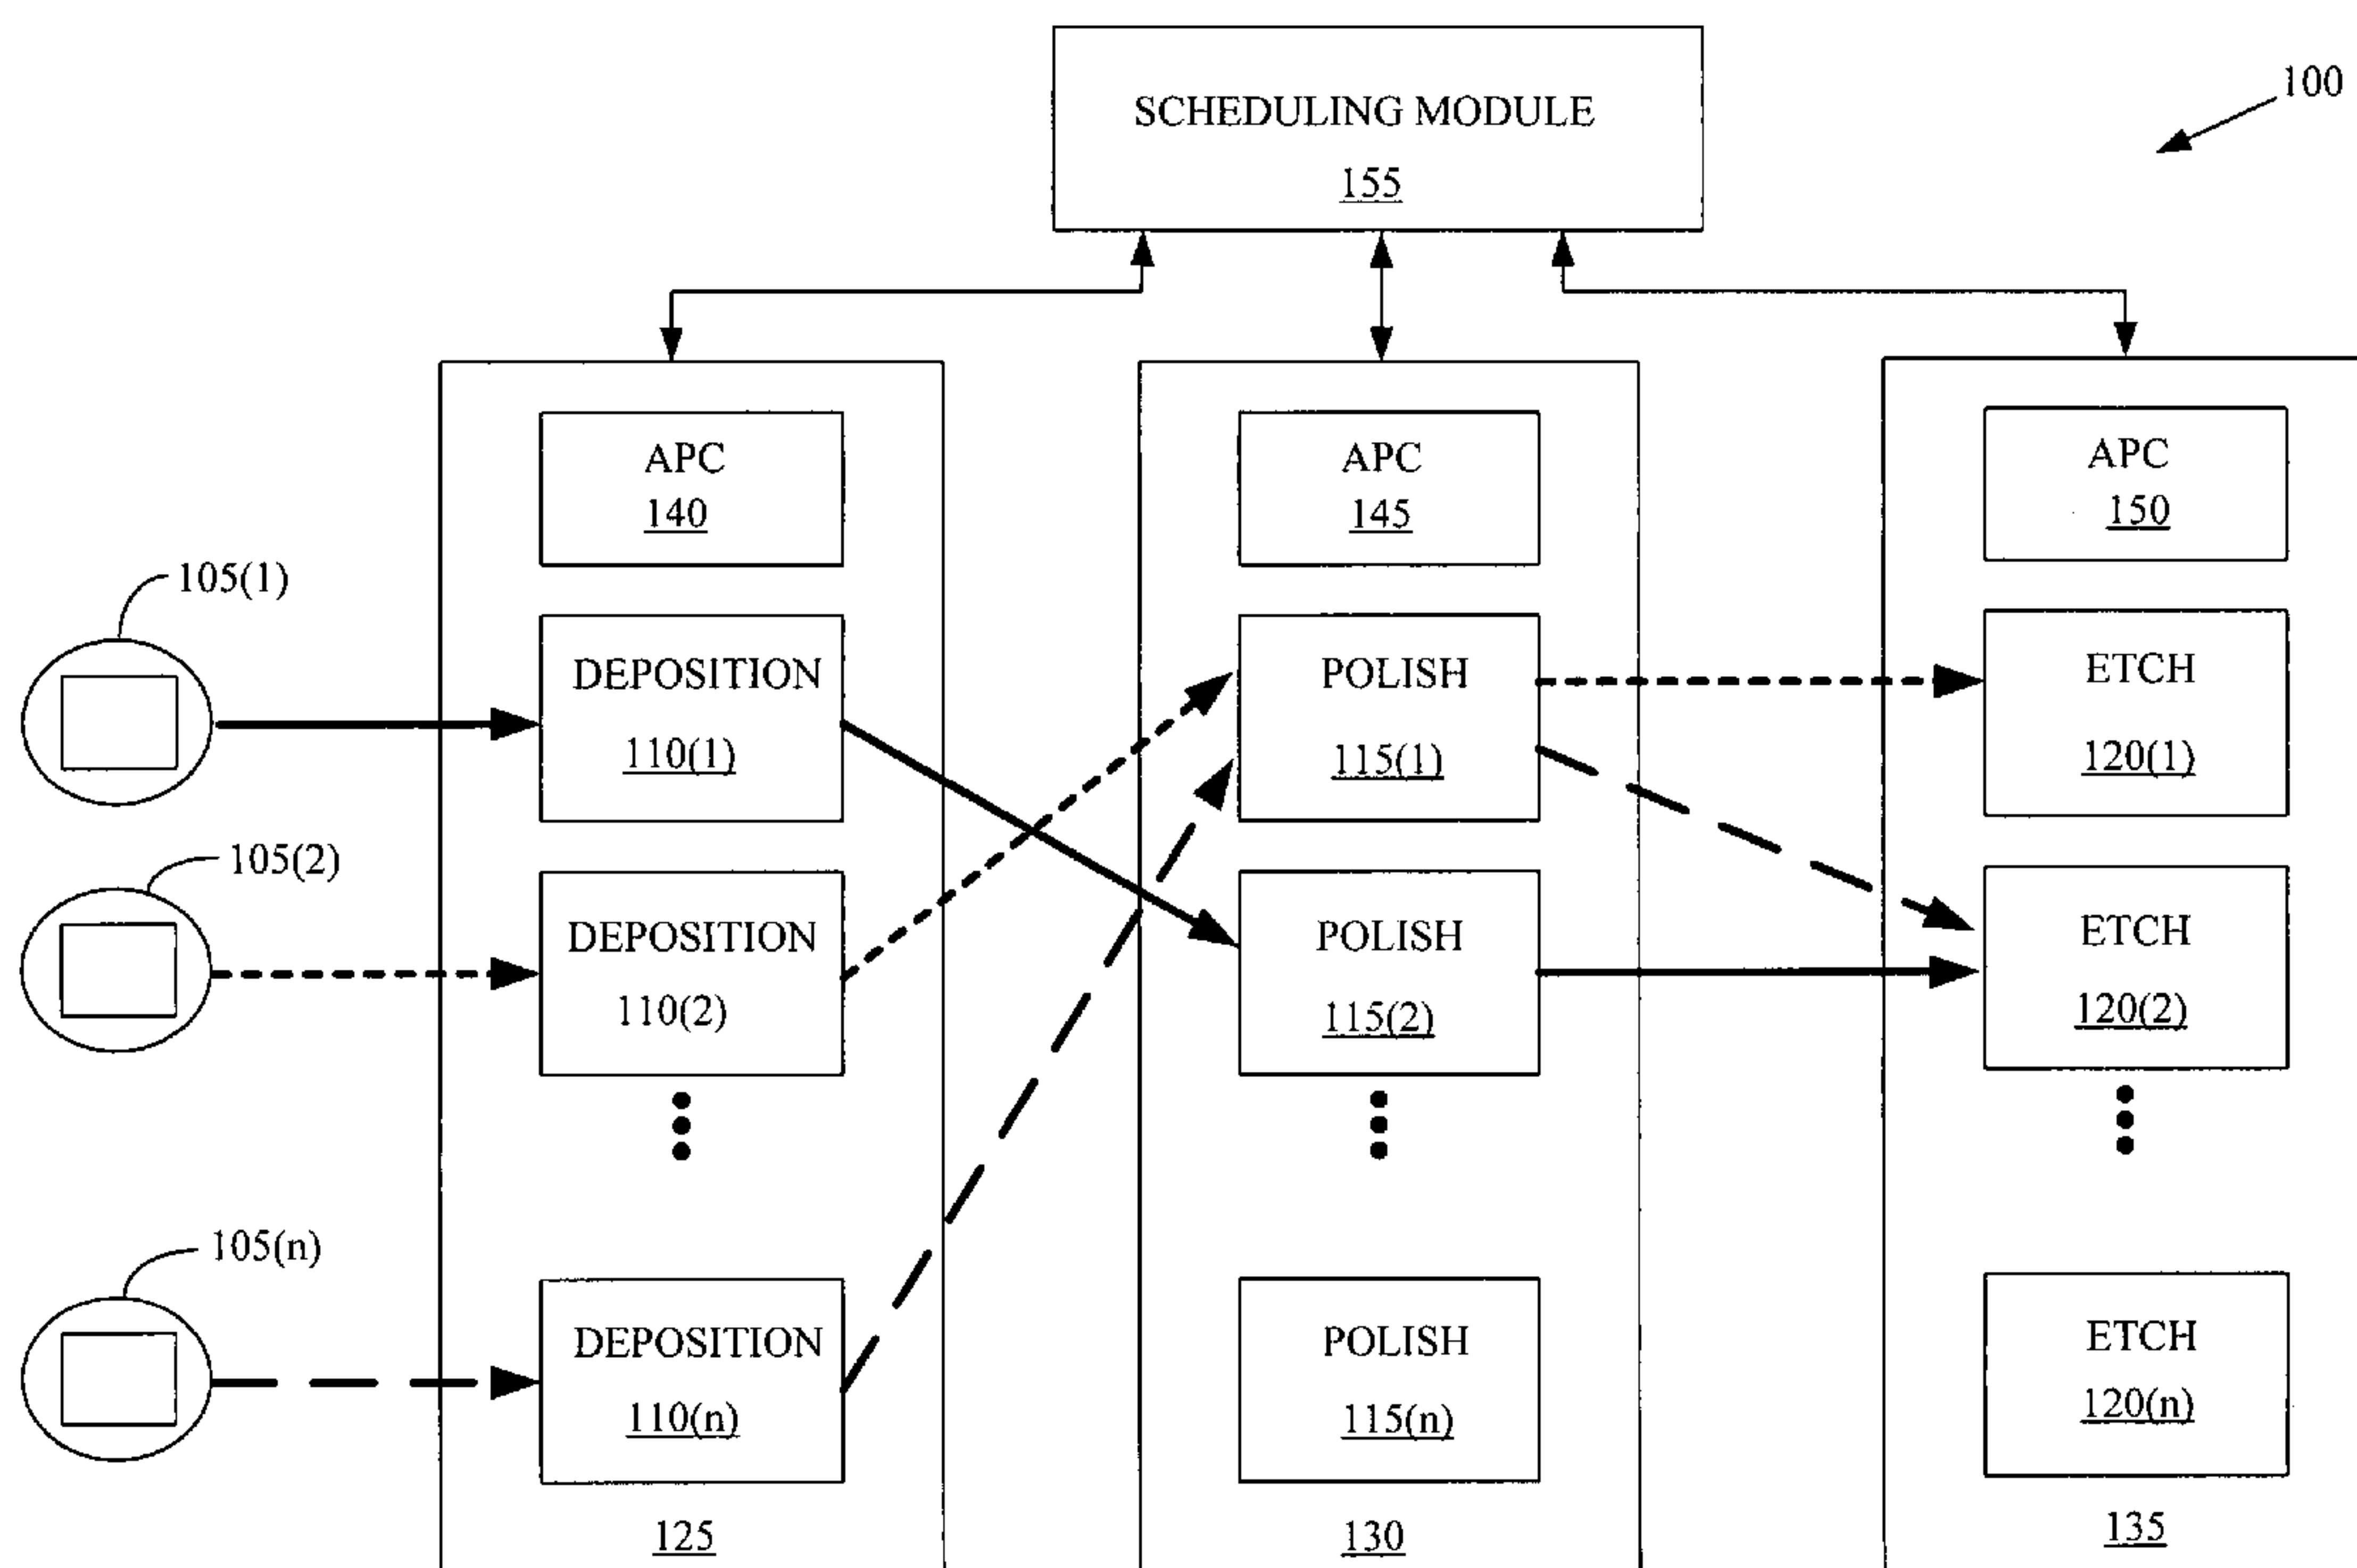 100
SCHEDULING MODULE
155
APC
140
APC
145
APC
150
105(1)
DEPOSITION
110(1)
POLISH
115(1)
ETCH
120(1)
105(2)
DEPOSITION
110(2)
POLISH
115(2)
ETCH
120(2)
105(n)
DEPOSITION
110(n)
POLISH
115(n)
ETCH
120(n)
125
130
135